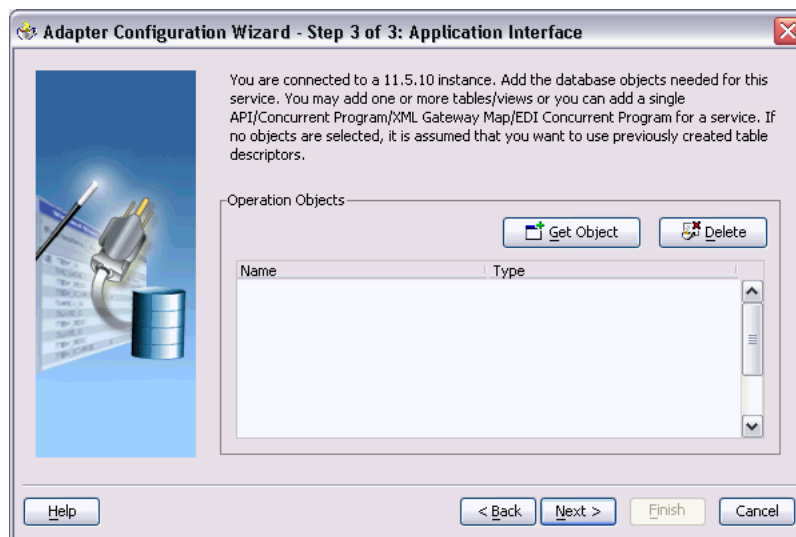 Adapter Configuration Wizard - Step 3 of 3: Application Interface
You are connected to a 11.5.10 instance. Add the database objects needed for this
service. You may add one or more tables/views or you can add a single
API/Concurrent Program/XML Gateway Map/EDI Concurrent Program for a service. If
no objects are selected, it is assumed that you want to use previously created table
descriptors.
Operation Objects
Get Object
Delete
Name
Type
Help
< Back
Next >
Finish
Cancel